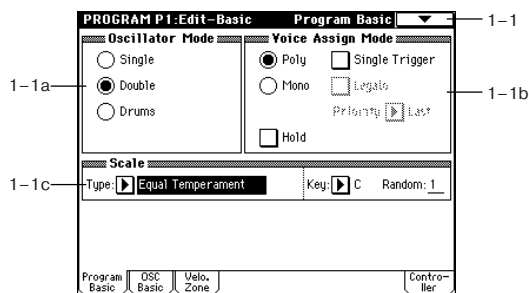 PROGRAM P1:Edit-Basic Program Basic 1-1
Oscillator Mode Voice Assign Mode
Single Poly Single Trigger
1-1a Double Mono Legato 1-1b
Drums Priority Last
Hold
Scale
1-1c Type: Equal Temperament Key: C Random: 1
Program Basic
OSC Basic
Velo. Zone
Contro-
ller